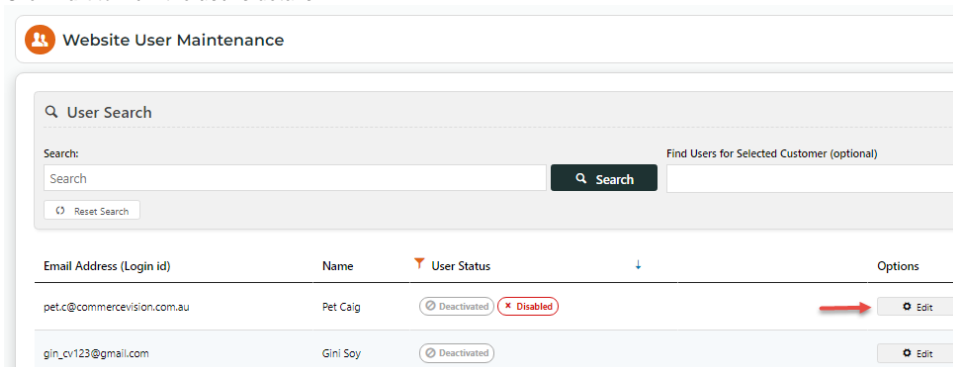 Website User Maintenance
User Search
Search:
Find Users for Selected Customer (optional)
Search
Search
Reset Search
Email Address (Login id) Name User Status Options
pet.c@commercevision.com.au Pet Caig Deactivated Disabled Edit
gin_cv123@gmail.com Gini Soy Deactivated Edit